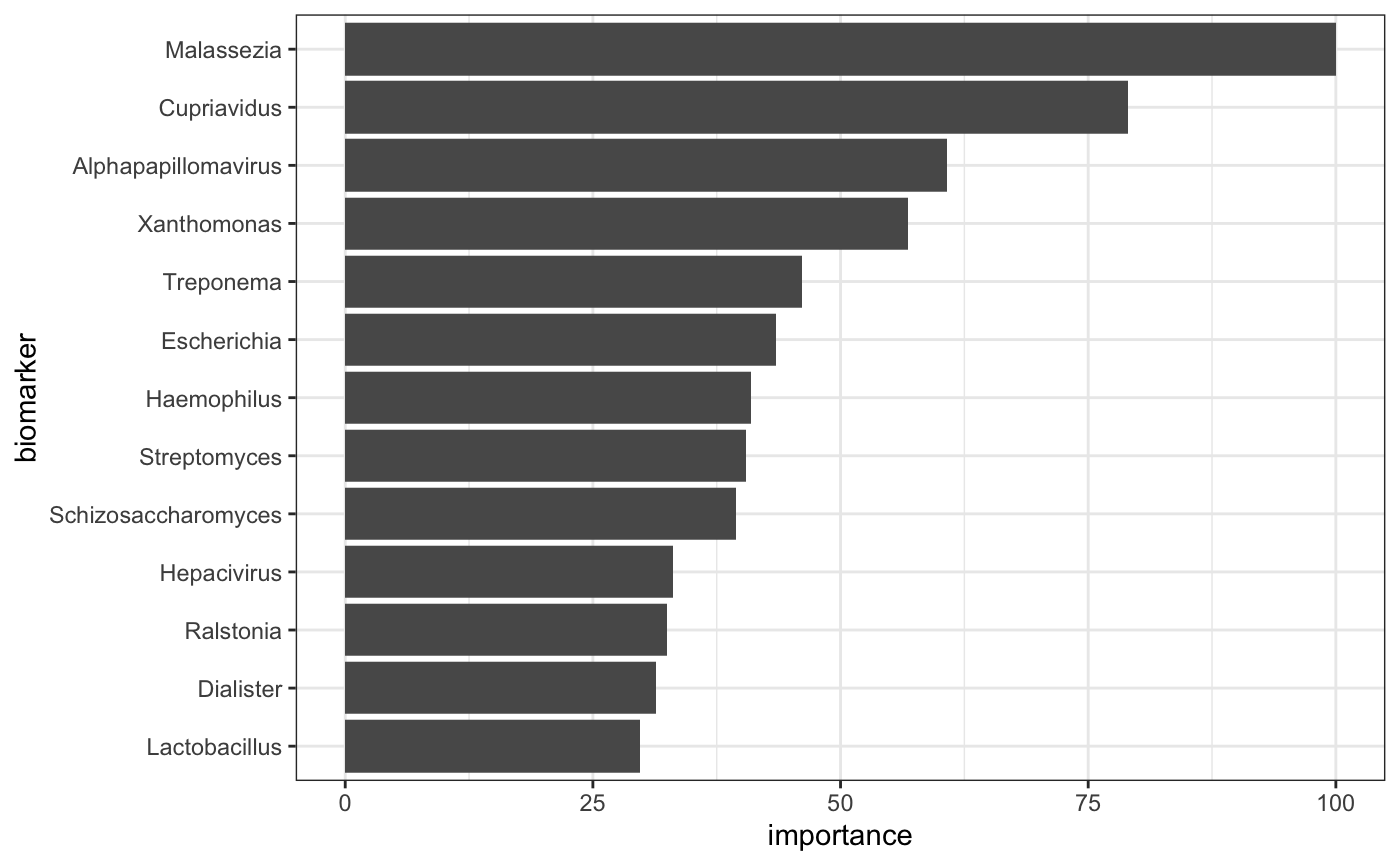 Malassezia
Cupriavidus
Alphapapillomavirus
Xanthomonas
Treponema
Escherichia
Haemophilus
Streptomyces
Schizosaccharomyces
Hepacivirus
Ralstonia
Dialister
Lactobacillus
biomarker
0 25 50 75 100
importance